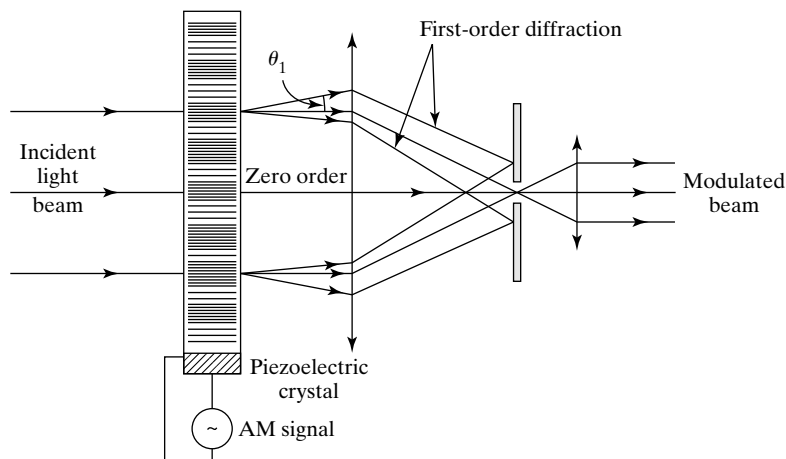 First-order diffraction
θ1
Incident
light
beam
Zero order
Modulated
beam
Piezoelectric
crystal
~
AM signal